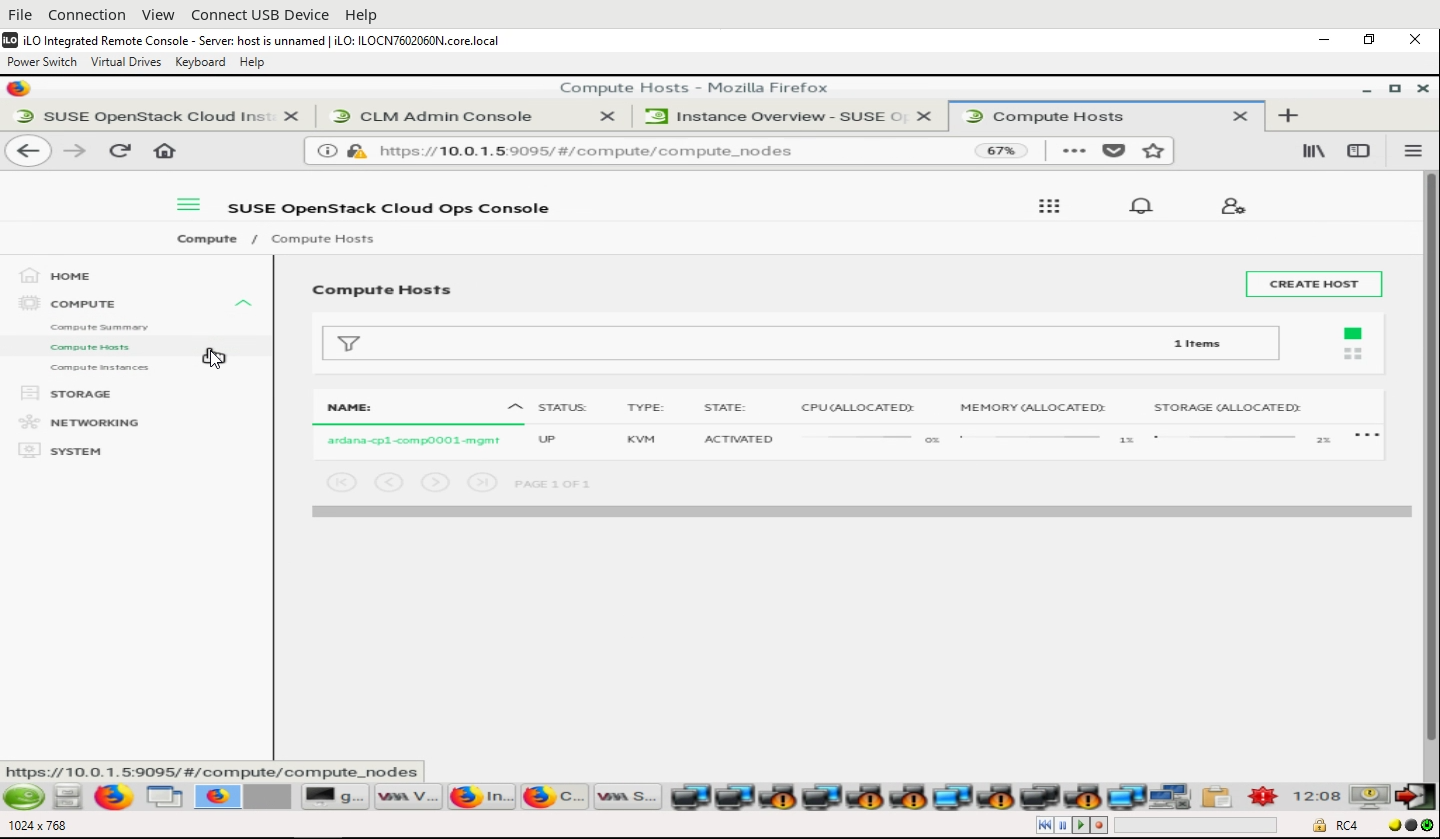 File Connection View Connect USB Device Help
iLO iLO Integrated Remote Console - Server: host is unnamed | iLO: ILOCN7602060N.core.local
Power Switch Virtual Drives Keyboard Help
Compute Hosts - Mozilla Firefox
SUSE OpenStack Cloud Inst CLM Admin Console Instance Overview - SUSE Op Compute Hosts
https://10.0.1.5:9095/#/compute/compute_nodes 67%
SUSE OpenStack Cloud Ops Console
Compute / Compute Hosts
HOME
COMPUTE
Compute Summary
Compute Hosts
Compute Instances
STORAGE
NETWORKING
SYSTEM
Compute Hosts CREATE HOST
1 Items
NAME: STATUS: TYPE: STATE: CPU (ALLOCATED): MEMORY (ALLOCATED): STORAGE (ALLOCATED):
ardana-cp1-comp0001-mgmt UP KVM ACTIVATED 0% 1% 2%
PAGE 1 OF 1
https://10.0.1.5:9095/#/compute/compute_nodes
g... V... In... C... S... 12:08
1024 x 768 RC4